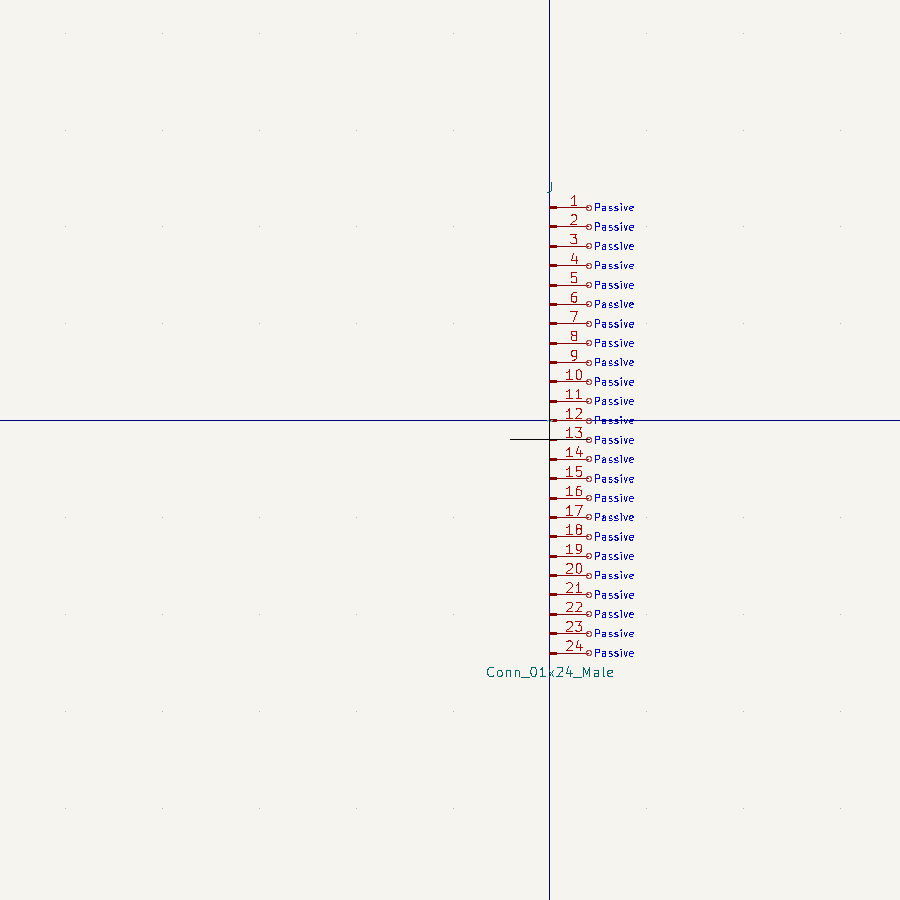 J
1 Passive
2 Passive
3 Passive
4 Passive
5 Passive
6 Passive
7 Passive
8 Passive
9 Passive
10 Passive
11 Passive
12 Passive
13 Passive
14 Passive
15 Passive
16 Passive
17 Passive
18 Passive
19 Passive
20 Passive
21 Passive
22 Passive
23 Passive
24 Passive
Conn_01x24_Male